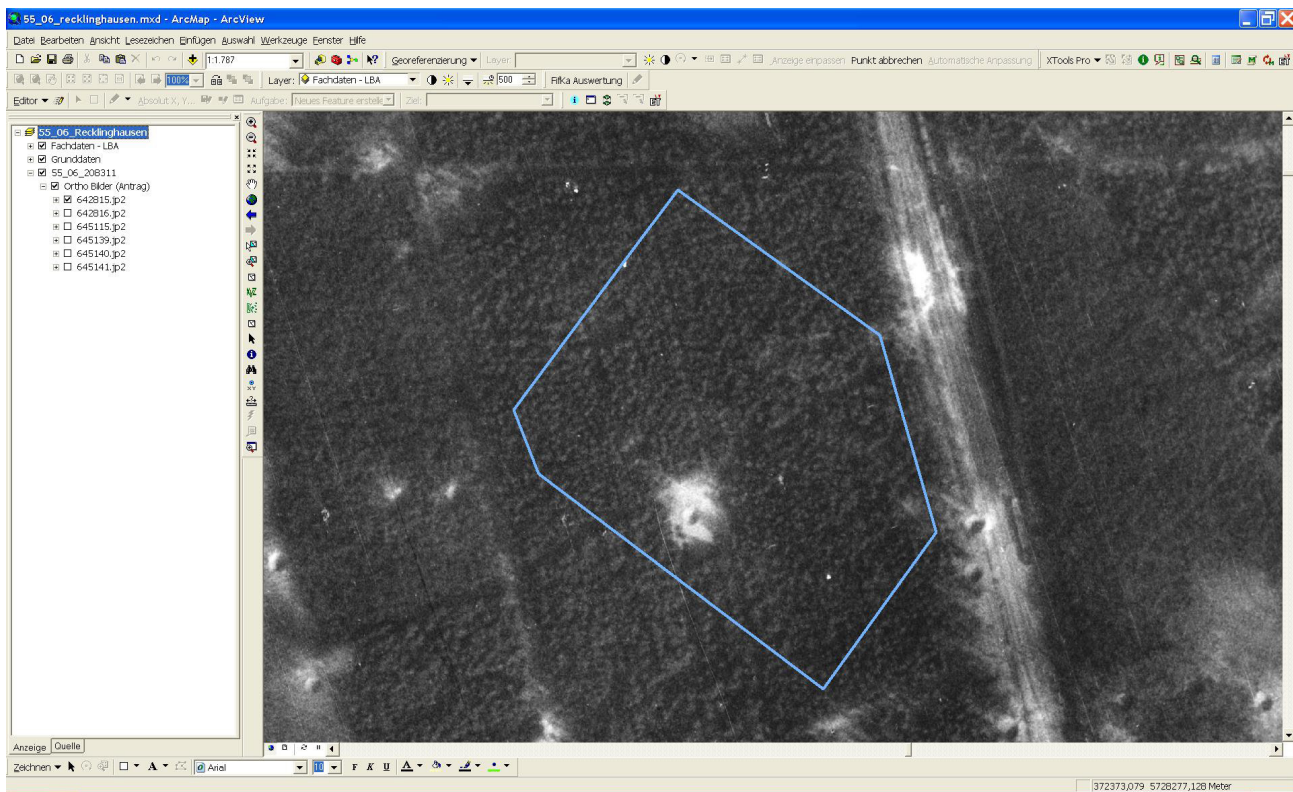 55_06_recklinghausen.mxd - ArcMap - ArcView
Datei Bearbeiten Ansicht Lesezeichen Einfügen Auswahl Werkzeuge Fenster Hilfe
1:1.787 Georeferenzierung Layer: Anzeige einpassen Punkt abbrechen Automatische Anpassung XTools Pro
100% Layer: Fachdaten - LBA 500 Fifka Auswertung
Editor Absolut X, Y... Aufgabe: Neues Feature erstelle Ziel:
55_06_Recklinghausen
Fachdaten - LBA
Grunddaten
55_06_208311
Ortho Bilder (Antrag)
642815.jp2
642816.jp2
645115.jp2
645139.jp2
645140.jp2
645141.jp2
Anzeige Quelle
Zeichnen A Arial 10 F K U A
372373,079 5728277,128 Meter